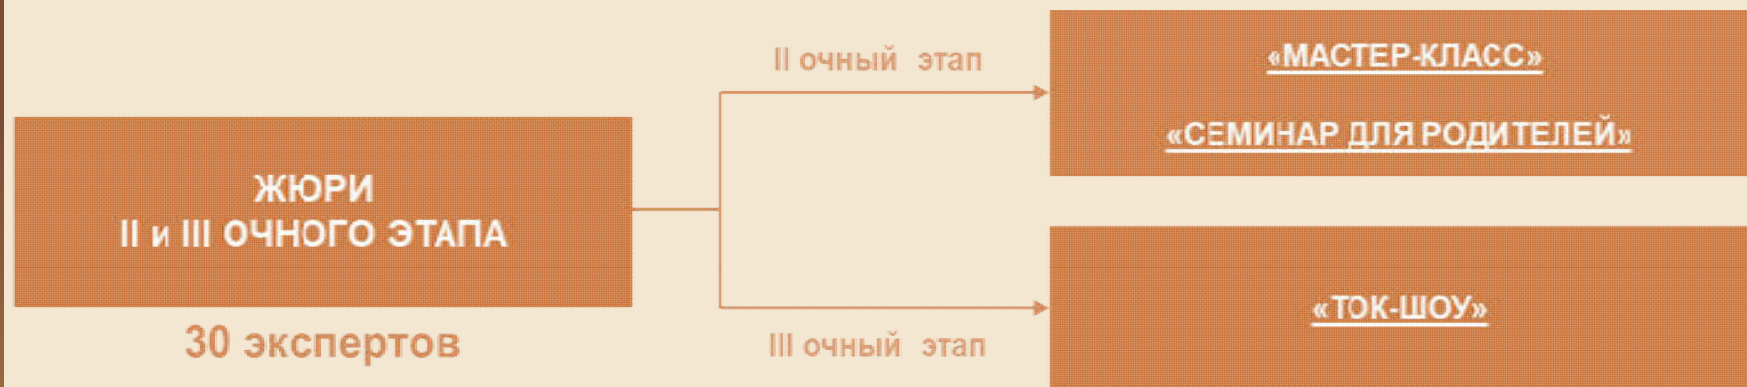 ЖЮРИ
II и III ОЧНОГО ЭТАПА
30 экспертов
II очный этап
«МАСТЕР-КЛАСС»
«СЕМИНАР ДЛЯ РОДИТЕЛЕЙ»
III очный этап
«ТОК-ШОУ»